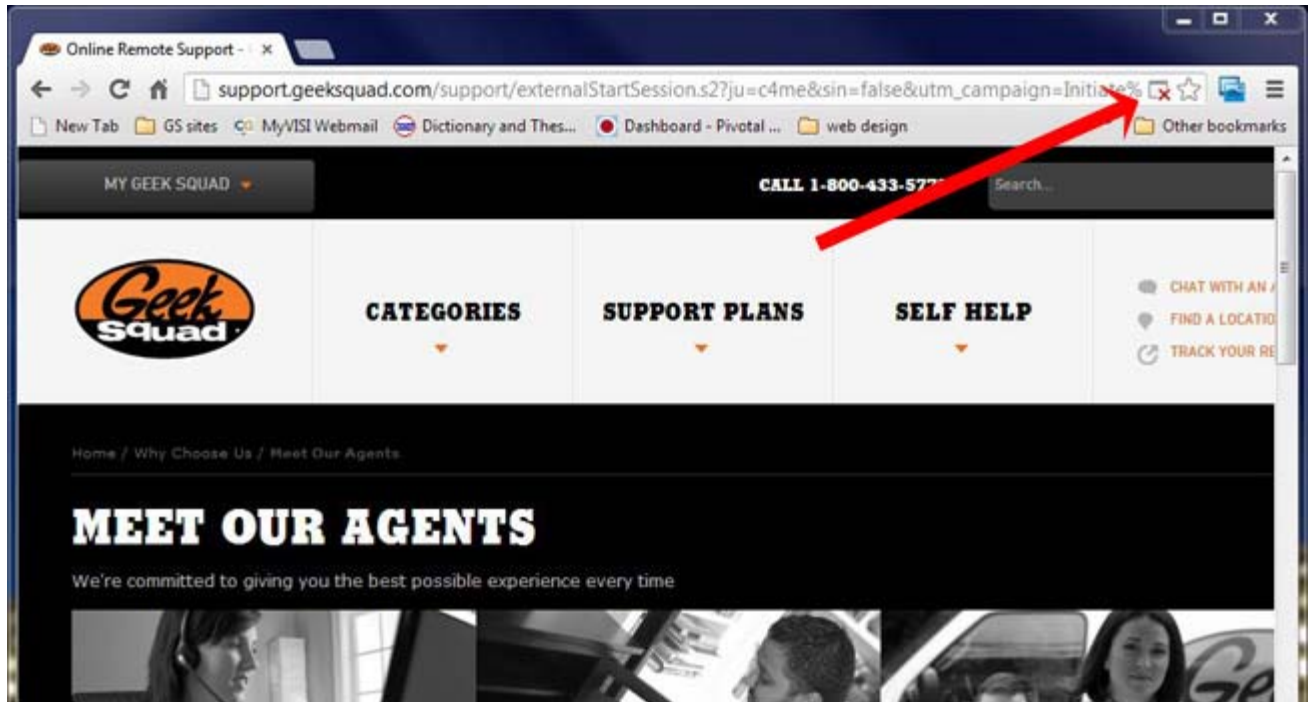 Online Remote Support -
support.geeksquad.com/support/externalStartSession.s2?ju=c4me&sin=false&utm_campaign=Initiate%
New Tab GS sites MyVISI Webmail Dictionary and Thes... Dashboard - Pivotal ... web design Other bookmarks
MY GEEK SQUAD CALL 1-800-433-577 Search...
Geek
Squad
CATEGORIES SUPPORT PLANS SELF HELP
CHAT WITH AN
FIND A LOCATIO
TRACK YOUR RE
Home / Why Choose Us / Meet Our Agents
MEET OUR AGENTS
We're committed to giving you the best possible experience every time
Ge